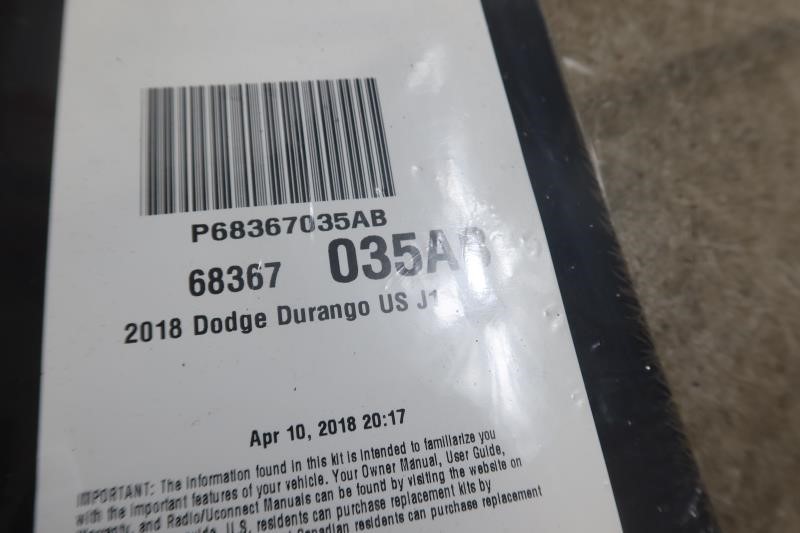 P68367035AB
68367 035AB
2018 Dodge Durango US J1
Apr 10, 2018 20:17
IMPORTANT: The information found in this kit is intended to familiarize you
with the important features of your vehicle. Your Owner Manual, User Guide,
Warranty, and Radio/Uconnect Manuals can be found by visiting the website on
U.S. residents can purchase replacement kits by
Canadian residents can purchase replacement